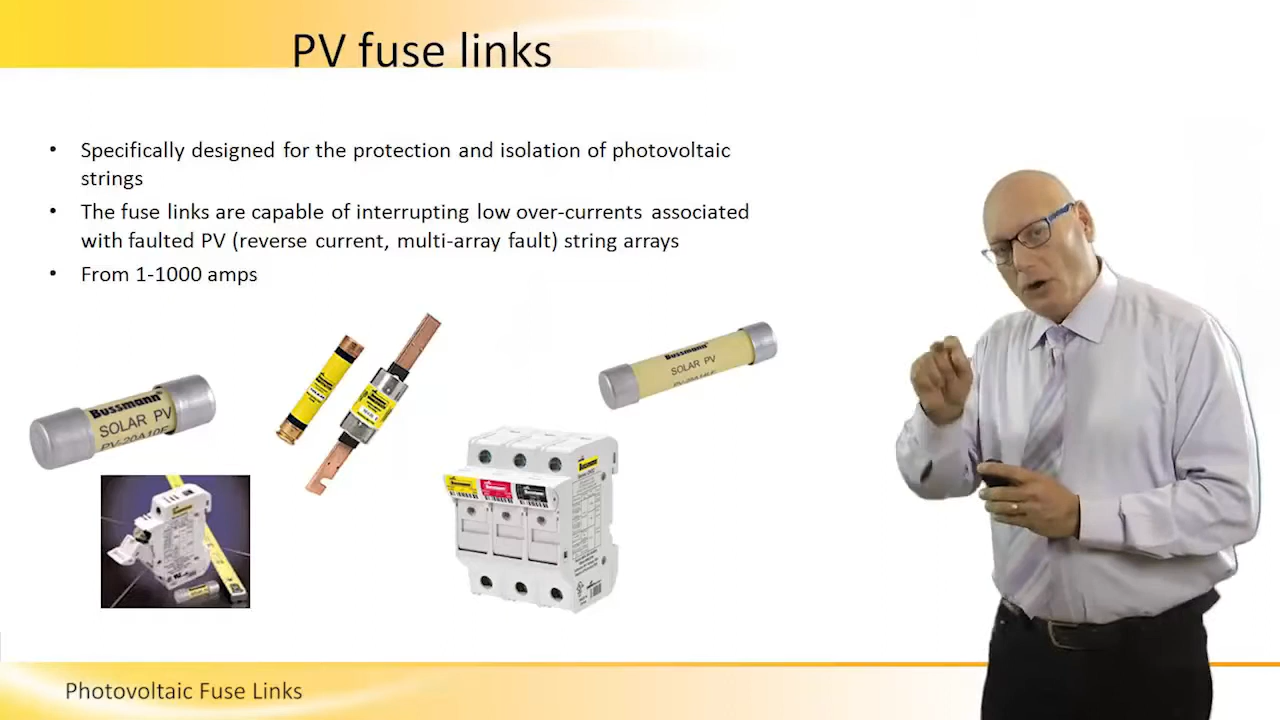 PV fuse links
• Specifically designed for the protection and isolation of photovoltaic
strings
• The fuse links are capable of interrupting low over-currents associated
with faulted PV (reverse current, multi-array fault) string arrays
• From 1-1000 amps
Bussmann
SOLAR PV
PV-20A10F
Bussmann
SOLAR PV
Photovoltaic Fuse Links